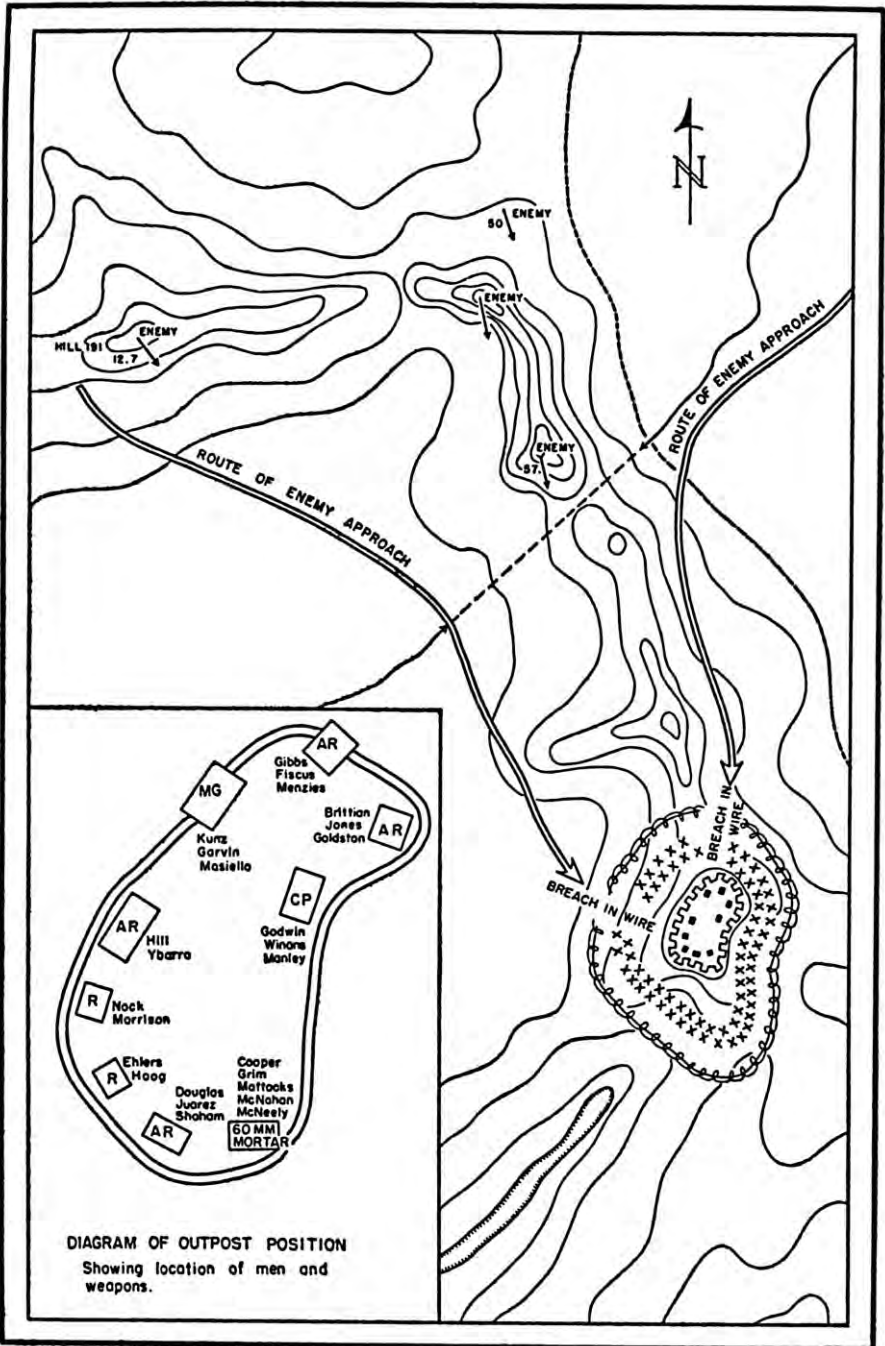 N
50 ENEMY
ENEMY
ENEMY
HILL 191
12.7
ROUTE OF ENEMY APPROACH
ENEMY
57.
ROUTE OF ENEMY APPROACH
BREACH IN
WIRE
BREACH IN WIRE
AR
Gibbs
Fiscus
Menzies
MG
Kunz
Garvin
Masiello
Brittian
Jones
Goldston
AR
CP
Godwin
Winans
Manley
AR
Hill
Ybarra
R
Nock
Morrison
R
Ehlers
Hoog
Douglas
Juarez
Shaham
AR
Cooper
Grim
Mattocks
McNahan
McNeely
60 MM
MORTAR
DIAGRAM OF OUTPOST POSITION
Showing location of men and
weapons.